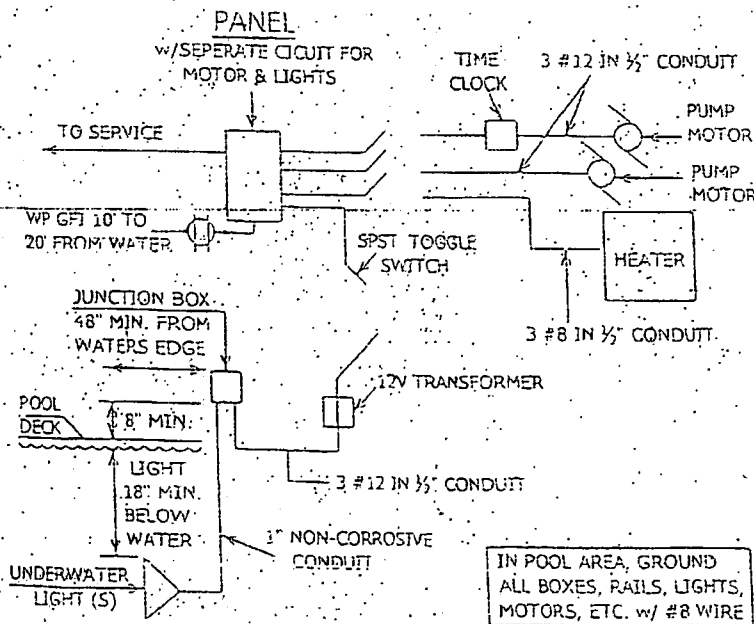 PANEL
w/SEPERATE CICUIT FOR
MOTOR & LIGHTS
TIME
CLOCK
3 #12 IN ½" CONDUIT
PUMP
MOTOR
TO SERVICE
PUMP
MOTOR
WP GFI 10' TO
20' FROM WATER
SPST TOGGLE
SWITCH
HEATER
JUNCTION BOX
48" MIN. FROM
WATERS EDGE
3 #8 IN ½" CONDUIT
12V TRANSFORMER
POOL
DECK
8" MIN.
LIGHT
18" MIN.
BELOW
WATER
3 #12 IN ½" CONDUIT
1" NON-CORROSIVE
CONDUIT
UNDERWATER
LIGHT (S)
IN POOL AREA, GROUND
ALL BOXES, RAILS, LIGHTS,
MOTORS, ETC. w/ #8 WIRE